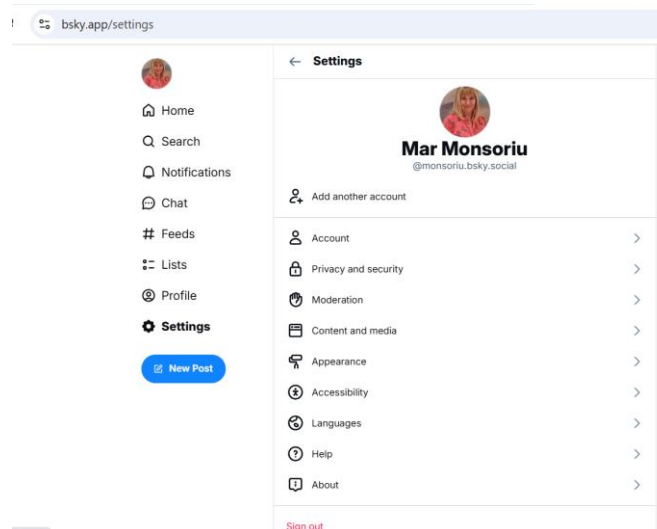 bsky.app/settings
Settings
Home
Search
Notifications
Chat
Feeds
Lists
Profile
Settings
New Post
Mar Monsoriu
@monsoriu.bsky.social
Add another account
Account
Privacy and security
Moderation
Content and media
Appearance
Accessibility
Languages
Help
About
Sign out